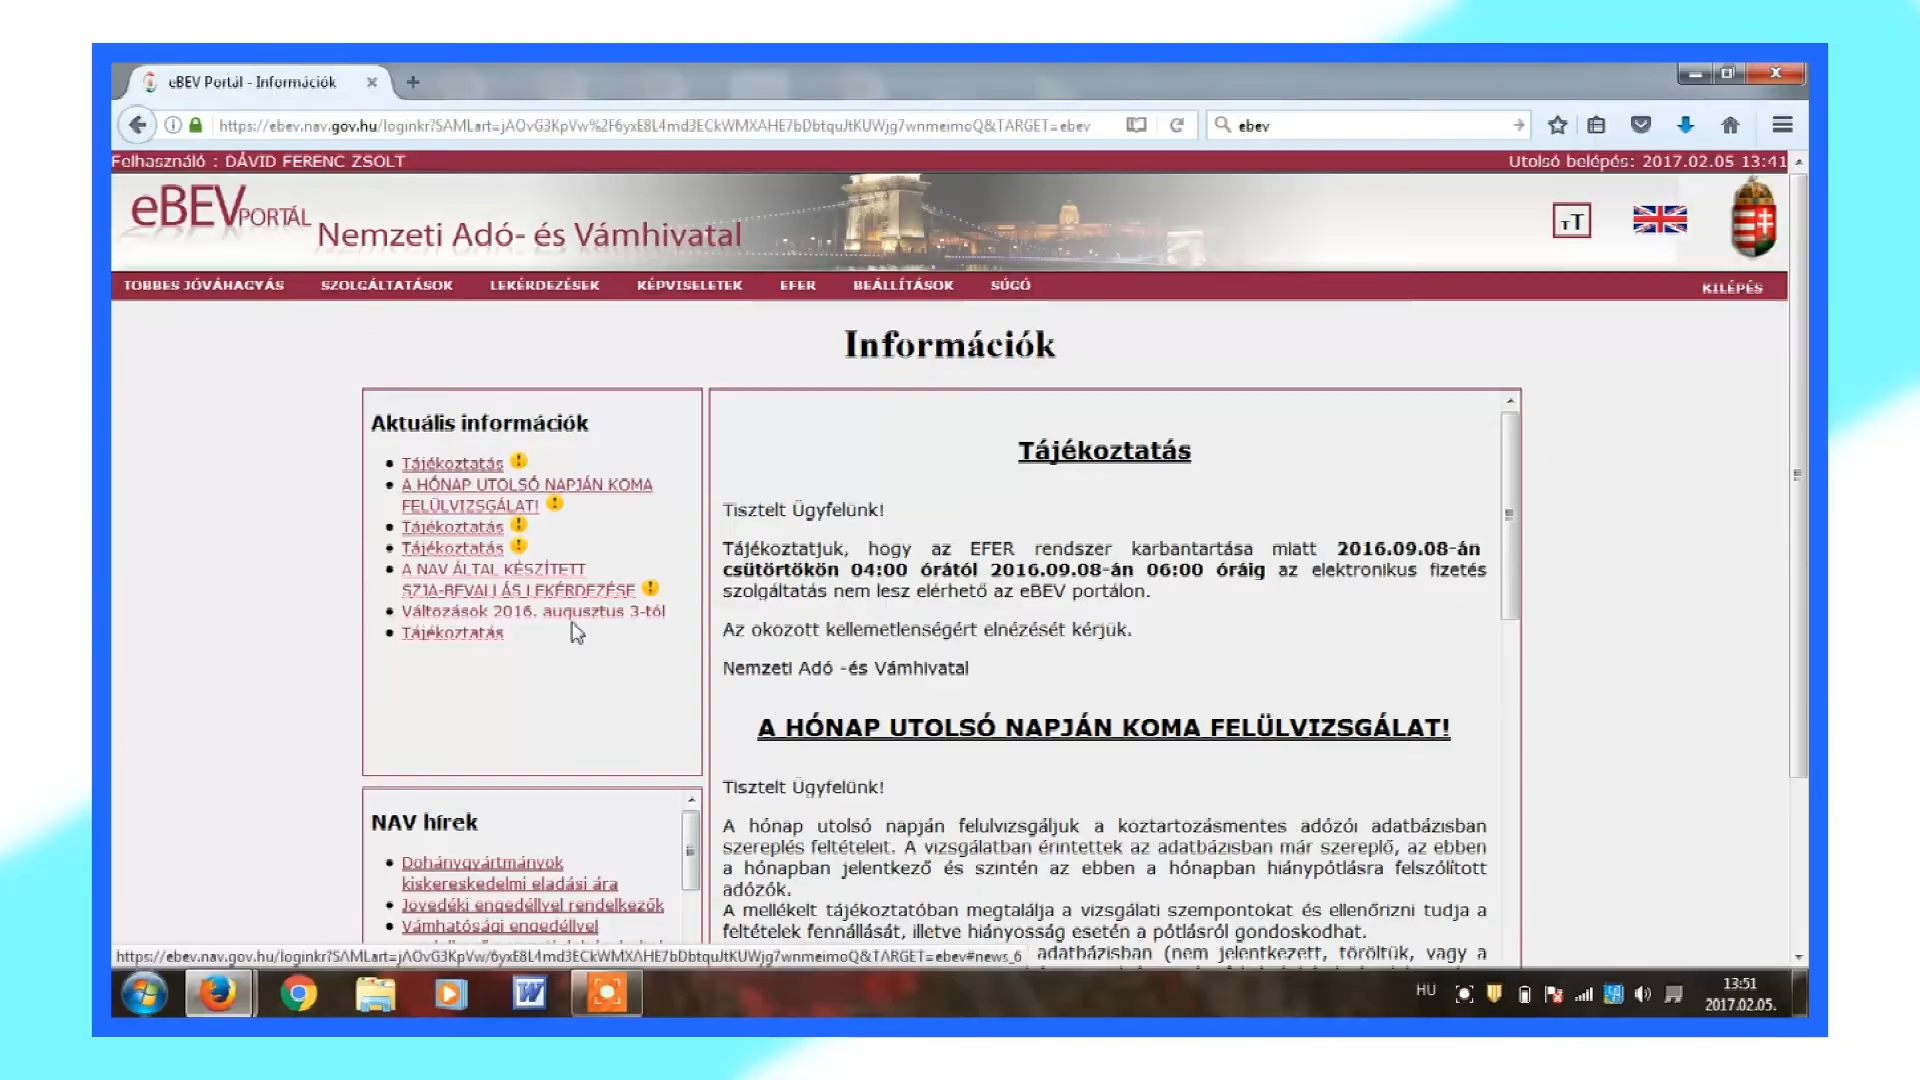 eBEV Portál - Információk
https://ebev.nav.gov.hu/loginkr?SAMLart=jAOvG3KpVw%2F6yxE8L4md3ECkWMXAHE7bDbtquJtKUWjg7wnmeimoQ&TARGET=ebev
ebev
Felhasználó : DÁVID FERENC ZSOLT
Utolsó belépés: 2017.02.05 13:41
eBEV PORTÁL
Nemzeti Adó- és Vámhivatal
TT
TOBBES JÓVÁHAGYÁS SZOLGÁLTATÁSOK LEKÉRDEZÉSEK KÉPVISELETEK EFER BEÁLLÍTÁSOK SÚGÓ KILÉPÉS
Információk
Aktuális információk
Tájékoztatás
A HÓNAP UTOLSÓ NAPJÁN KOMA
FELÜLVIZSGÁLAT!
Tájékoztatás
Tájékoztatás
A NAV ÁLTAL KÉSZÍTETT
SZJA-BEVALLÁS LEKÉRDEZÉSE
Változások 2016. augusztus 3-tól
Tájékoztatás
NAV hírek
Dohánygyártmányok
kiskereskedelmi eladási ára
Jovedéki engedéllyel rendelkezők
Vámhatósági engedéllyel
Tájékoztatás
Tisztelt Ügyfelünk!
Tájékoztatjuk, hogy az EFER rendszer karbantartása miatt 2016.09.08-án
csütörtökön 04:00 órától 2016.09.08-án 06:00 óráig az elektronikus fizetés
szolgáltatás nem lesz elérhető az eBEV portálon.
Az okozott kellemetlenségért elnézését kérjük.
Nemzeti Adó -és Vámhivatal
A HÓNAP UTOLSÓ NAPJÁN KOMA FELÜLVIZSGÁLAT!
Tisztelt Ügyfelünk!
A hónap utolsó napján felulvizsgáljuk a koztartozásmentes adózói adatbázisban
szereplés feltételeit. A vizsgálatban érintettek az adatbázisban már szereplő, az ebben
a hónapban jelentkező és szintén az ebben a hónapban hiánypótlásra felszólított
adózók.
A mellékelt tájékoztatóban megtalálja a vizsgálati szempontokat és ellenőrizni tudja a
feltételek fennállását, illetve hiányosság esetén a pótlásról gondoskodhat.
adatbázisban (nem jelentkezett, töröltük, vagy a
https://ebev.nav.gov.hu/loginkr?SAMLart=jAOvG3KpVw/6yxE8L4md3ECkWMXAHE7bDbtquJtKUWjg7wnmeimoQ&TARGET=ebev#news_6
HU
13:51
2017.02.05.